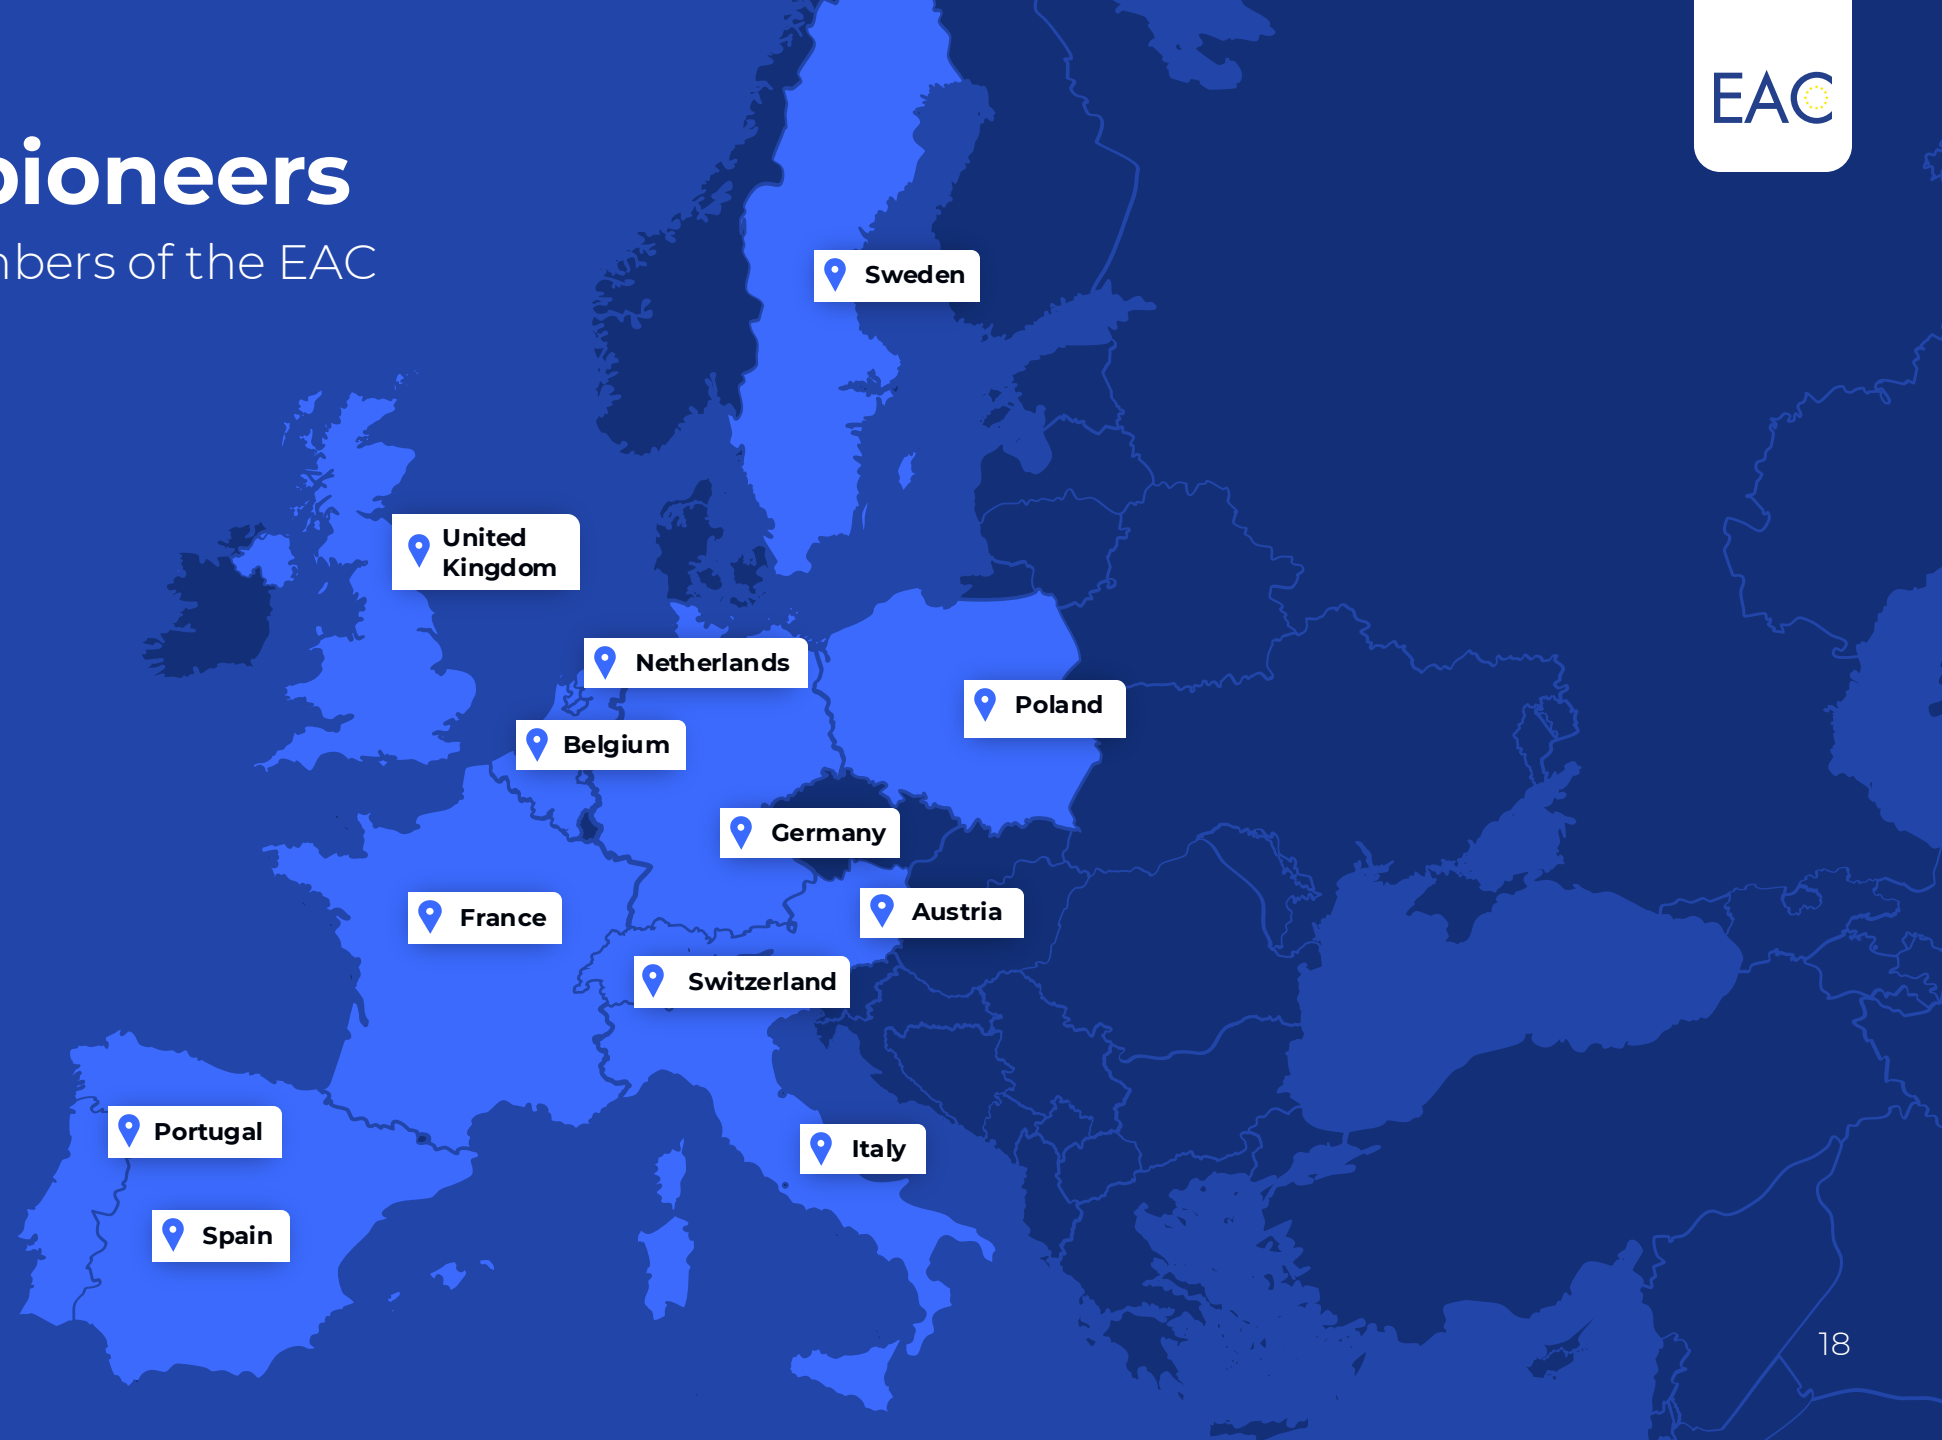 pioneers
nbers of the EAC
EAC
Sweden
United
Kingdom
Netherlands
Poland
Belgium
Germany
Austria
France
Switzerland
Portugal
Italy
Spain
18